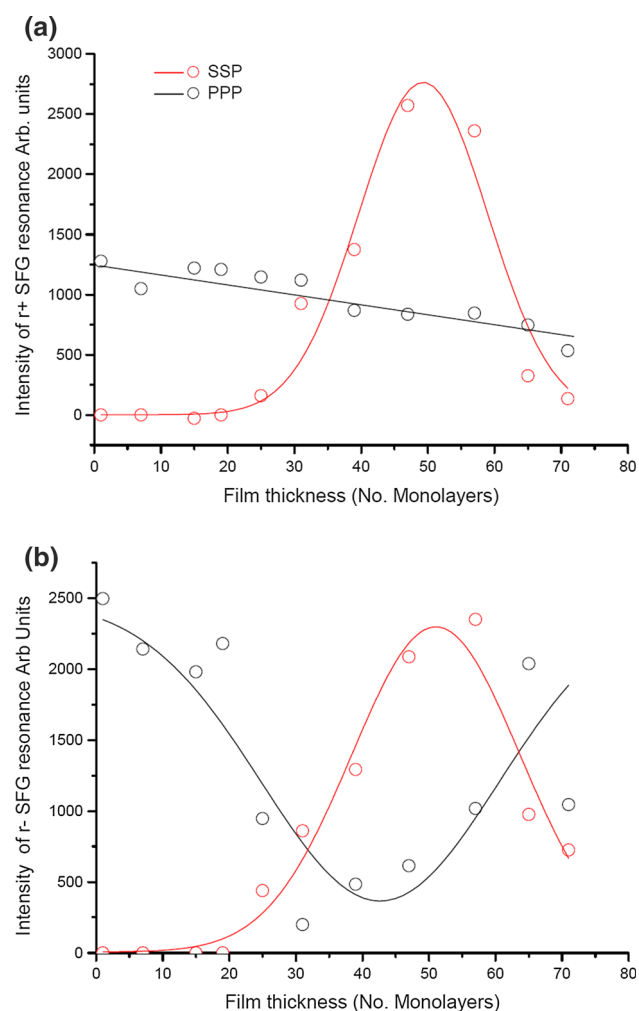 (a)
3000
2500
2000
1500
1000
500
0
Intensity of r+ SFG resonance Arb. units
SSP
PPP
0 10 20 30 40 50 60 70 80
Film thickness (No. Monolayers)
(b)
2500
2000
1500
1000
500
0
Intensity of r- SFG resonance Arb Units
0 10 20 30 40 50 60 70 80
Film thickness (No. Monolayers)